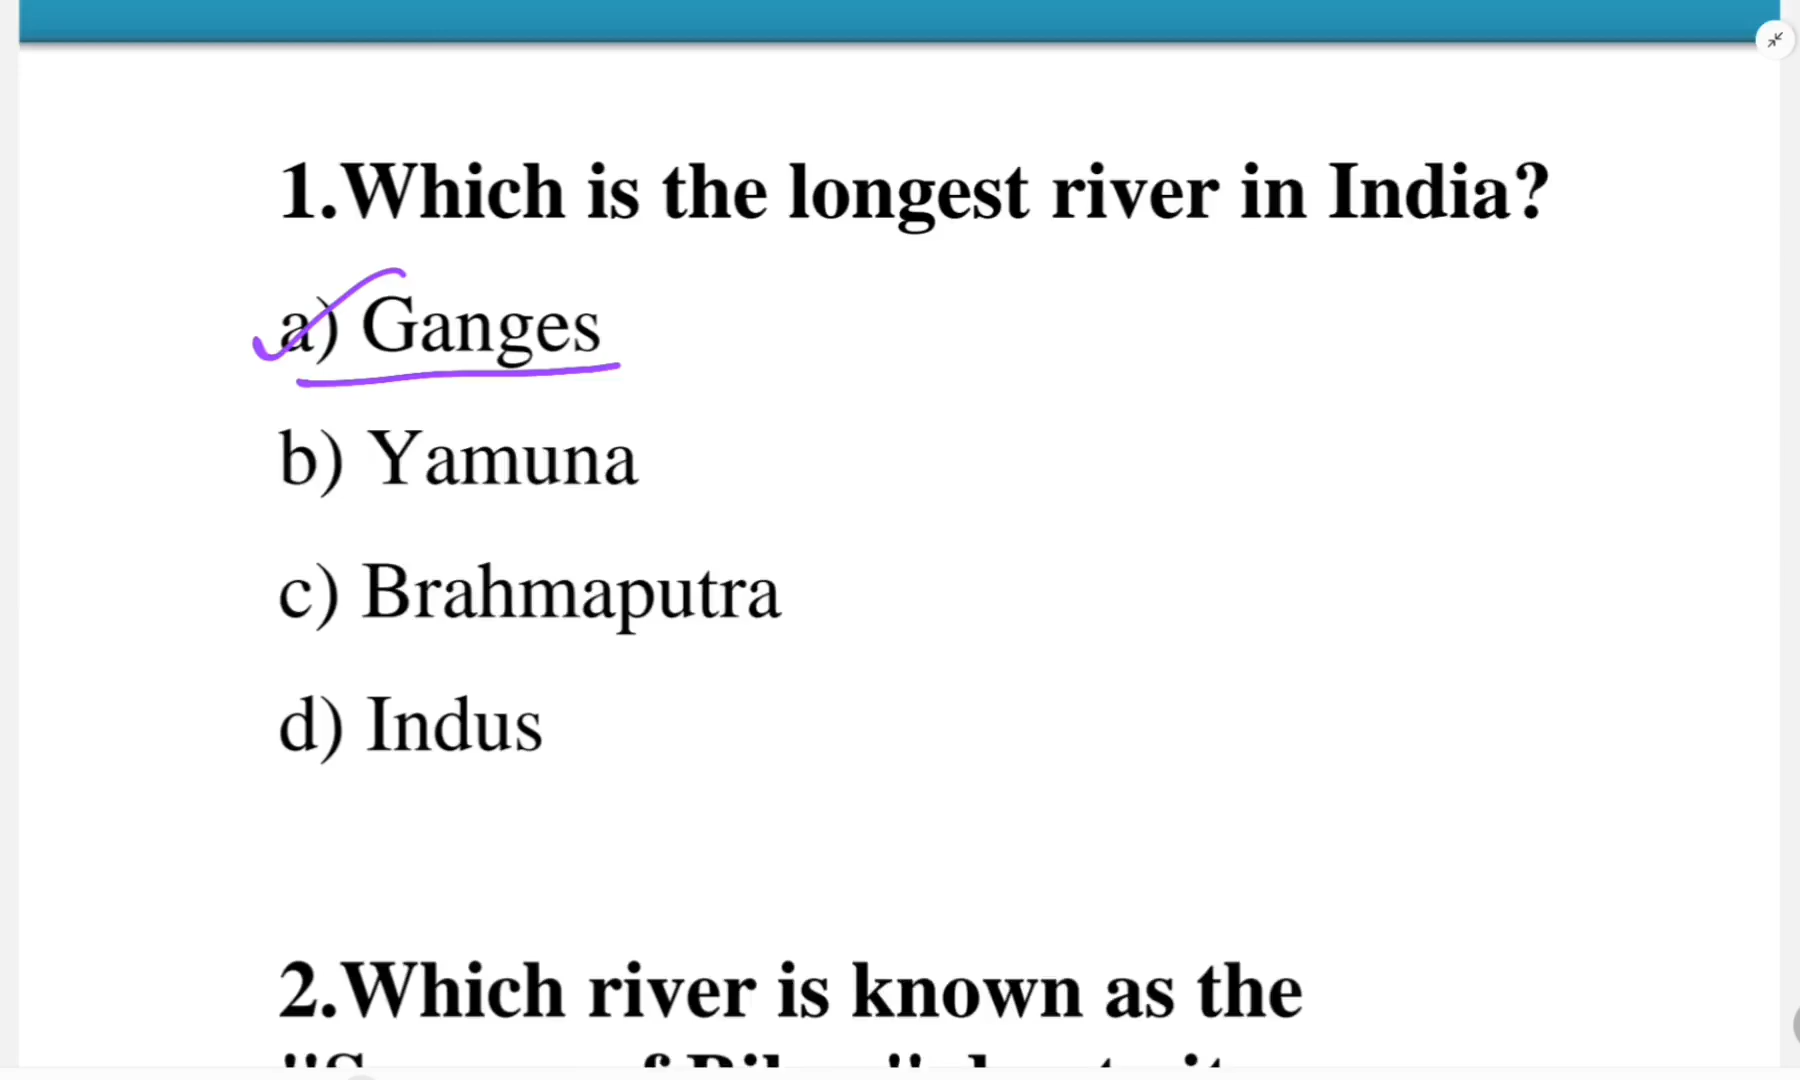 1.Which is the longest river in India?
a) Ganges
b) Yamuna
c) Brahmaputra
d) Indus
2.Which river is known as the